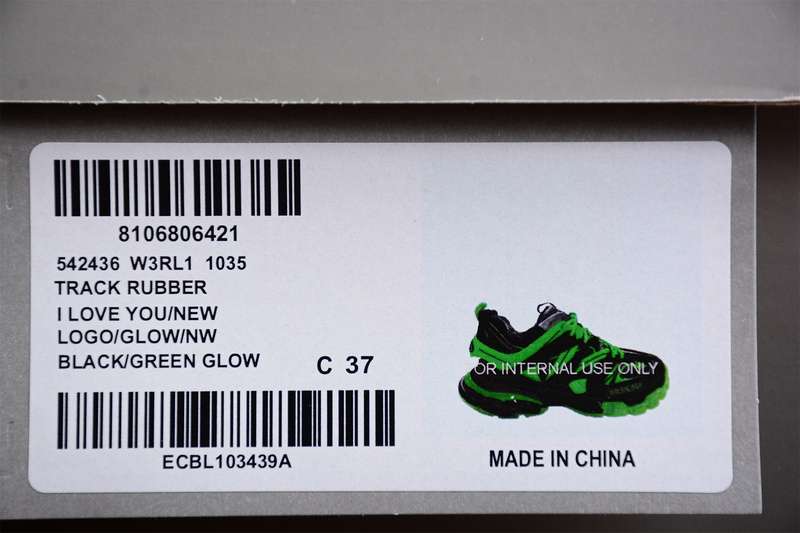 8106806421
542436 W3RL1 1035
TRACK RUBBER
I LOVE YOU/NEW
LOGO/GLOW/NW
BLACK/GREEN GLOW C 37
ECBL103439A
OR INTERNAL USE ONLY
MADE IN CHINA